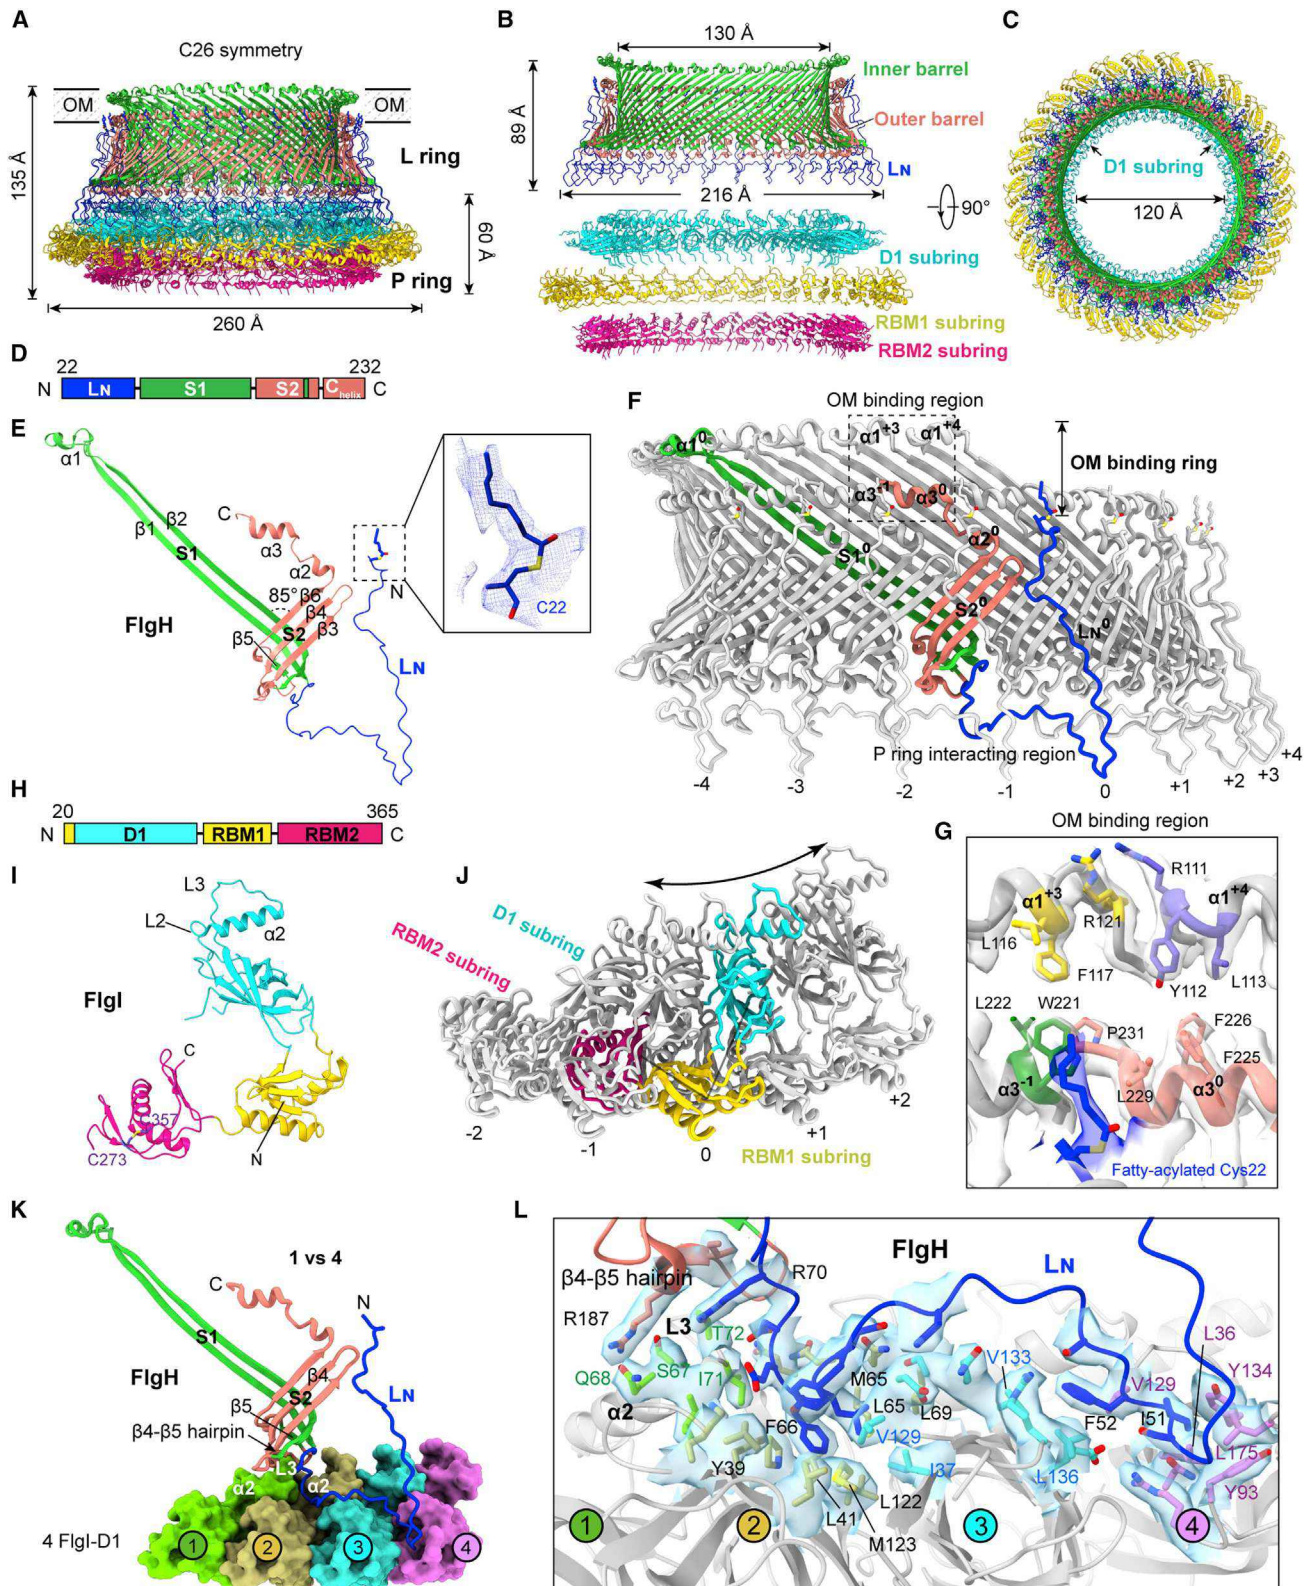 A
C26 symmetry
OM
OM
135 Å
L ring
60 Å
P ring
260 Å
B
130 Å
Inner barrel
89 Å
Outer barrel
LN
216 Å
90°
D1 subring
RBM1 subring
RBM2 subring
C
D1 subring
120 Å
D
22
232
N
LN
S1
S2
C helix
C
E
α1
β1
β2
S1
C
α3
α2
85°
β6
β4
β3
β5
S2
FlgH
N
LN
C22
F
OM binding region
α1⁰
α1⁺³
α1⁺⁴
OM binding ring
α3⁻¹
α3⁰
α2⁰
S1⁰
S2⁰
LN⁰
P ring interacting region
-4
-3
-2
-1
0
+1
+2
+3
+4
G
OM binding region
R111
α1⁺³
α1⁺⁴
R121
L116
F117
Y112
L113
L222
W221
P231
F226
F225
α3⁻¹
L229
α3⁰
Fatty-acylated Cys22
H
20
365
N
D1
RBM1
RBM2
C
I
L3
L2
α2
FlgI
C
357
C273
N
J
D1 subring
RBM2 subring
-2
-1
0
+1
+2
RBM1 subring
K
1 vs 4
C
N
S1
FlgH
β4
S2
LN
β5
β4-β5 hairpin
L3
α2
α2
4 FlgI-D1
1
2
3
4
L
FlgH
β4-β5 hairpin
R70
LN
R187
L3
T72
L36
Q68
S67
I71
M65
V133
Y134
α2
L65
L69
V129
F66
V129
F52
I51
Y39
I37
L136
L175
Y93
L122
L41
M123
1
2
3
4